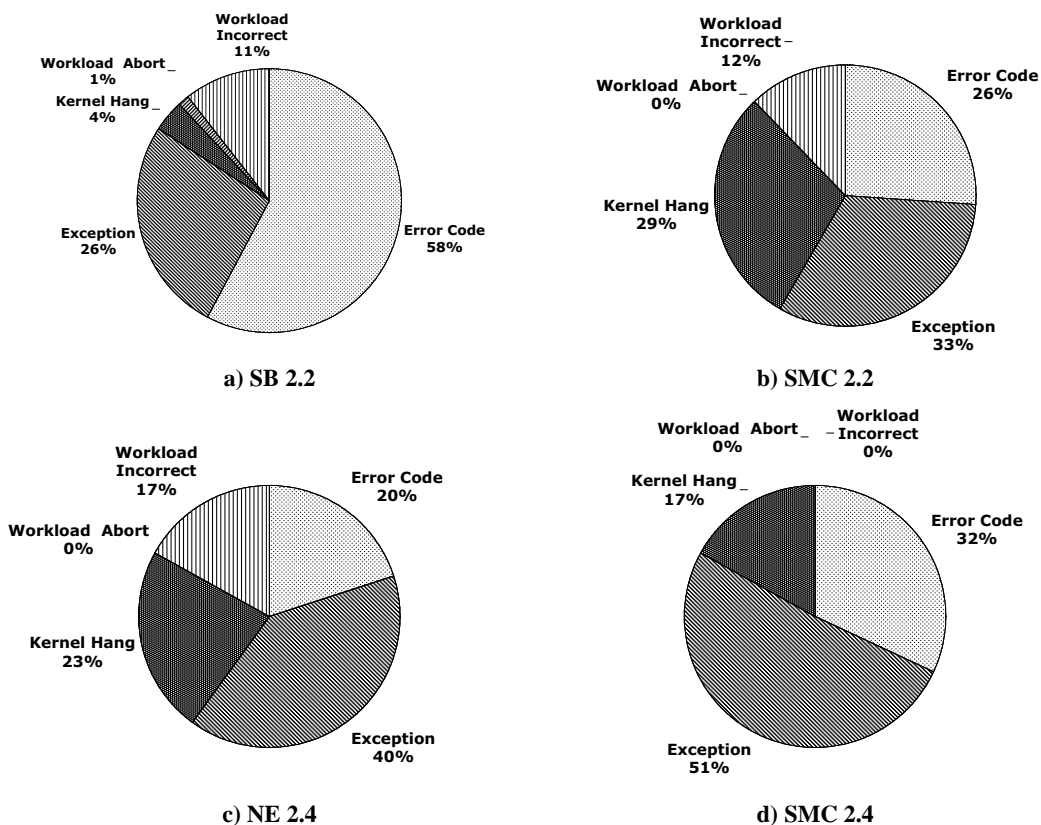 Workload
Incorrect
11%
Workload Abort
1%
Kernel Hang
4%
Exception
26%
Error Code
58%
a) SB 2.2
Workload
Incorrect
12%
Workload Abort
0%
Error Code
26%
Kernel Hang
29%
Exception
33%
b) SMC 2.2
Workload
Incorrect
17%
Error Code
20%
Workload Abort
0%
Kernel Hang
23%
Exception
40%
c) NE 2.4
Workload Abort
0%
Workload
Incorrect
0%
Kernel Hang
17%
Error Code
32%
Exception
51%
d) SMC 2.4